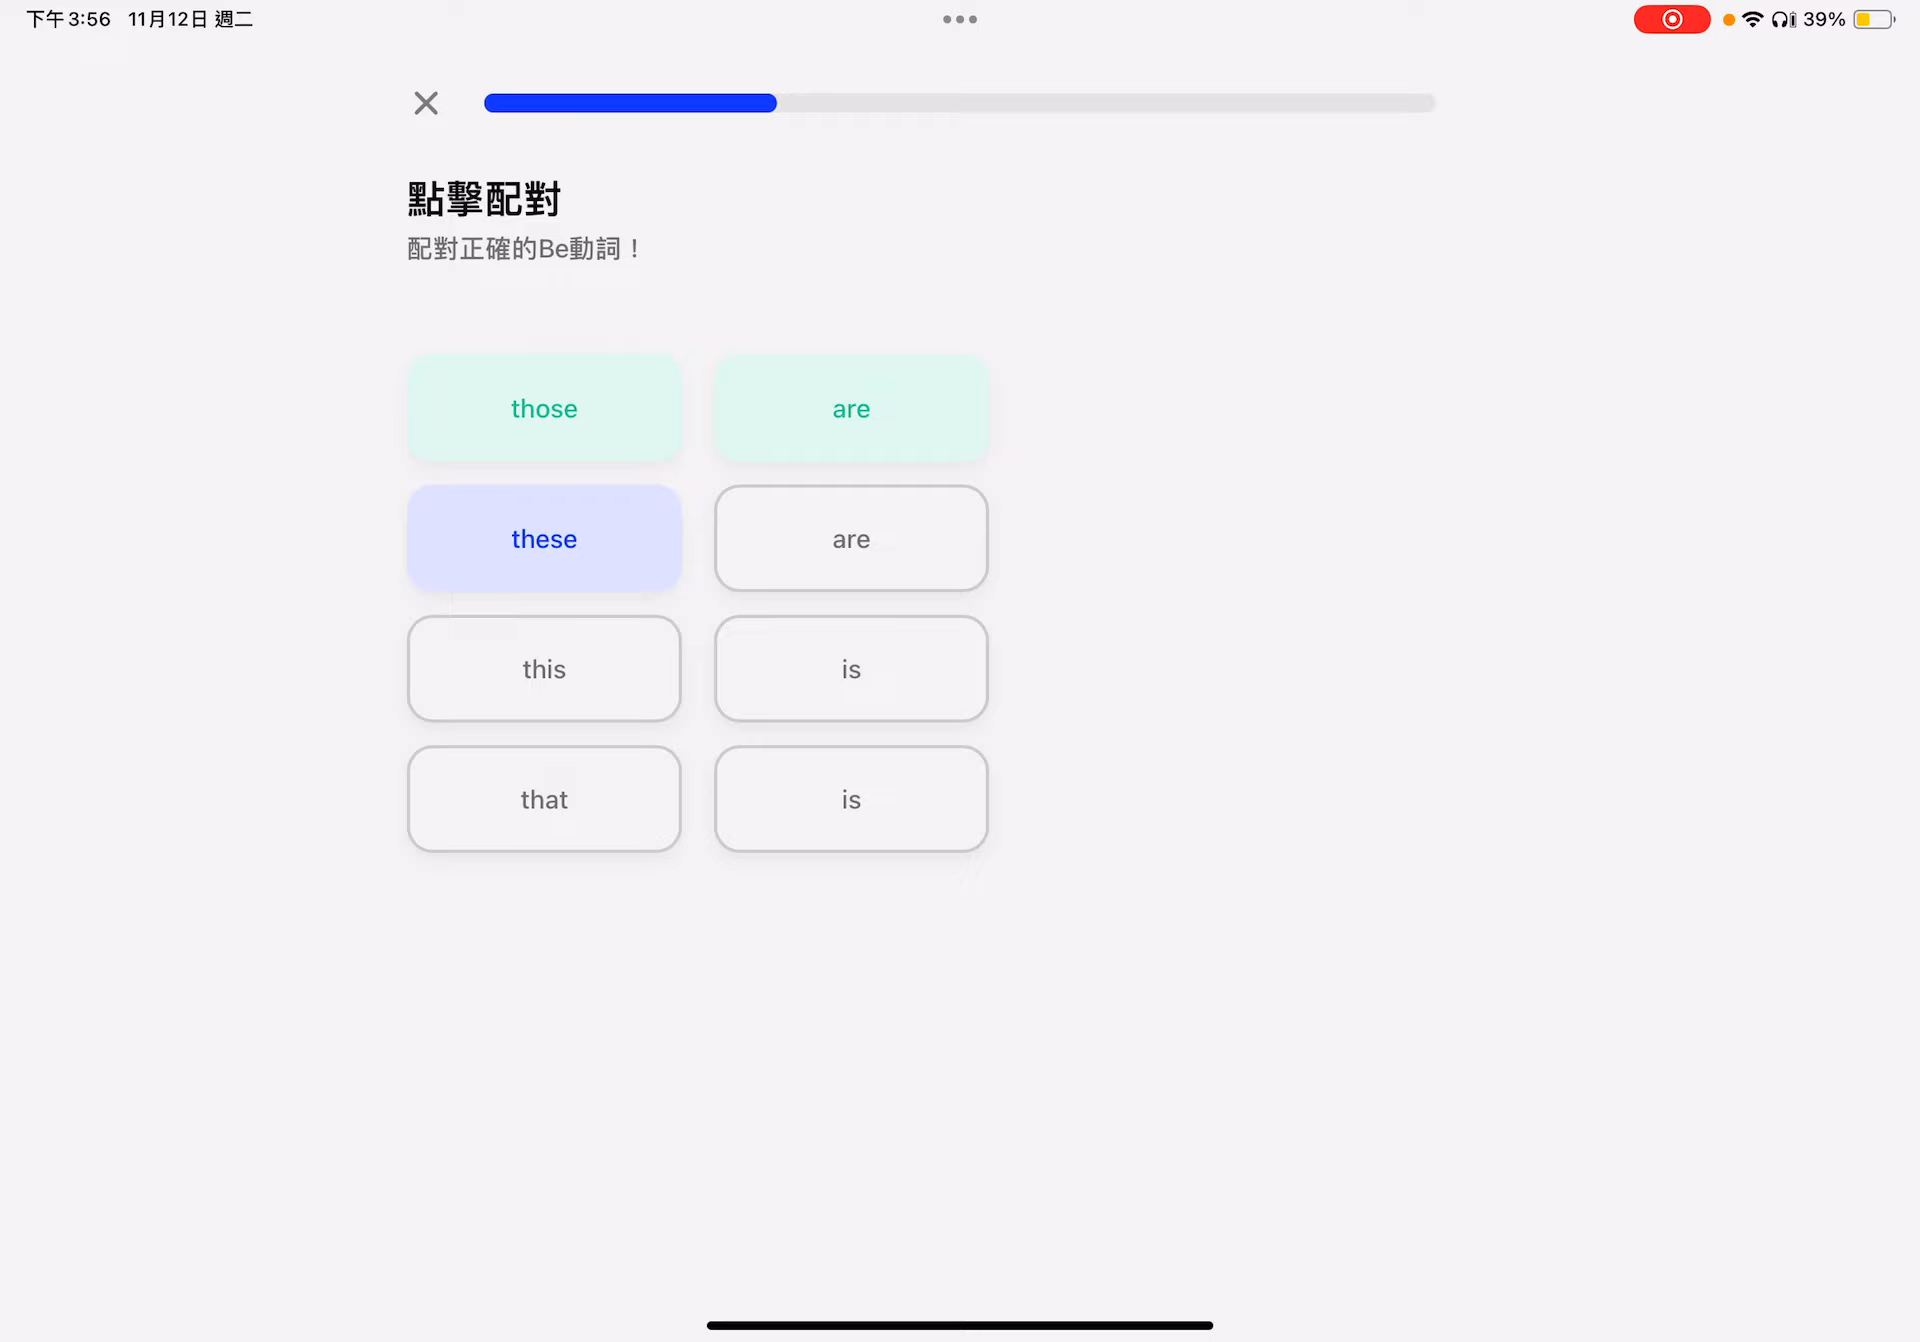 下午3:56 11月12日 週二
39%
點擊配對
配對正確的Be動詞！
those are
these are
this is
that is